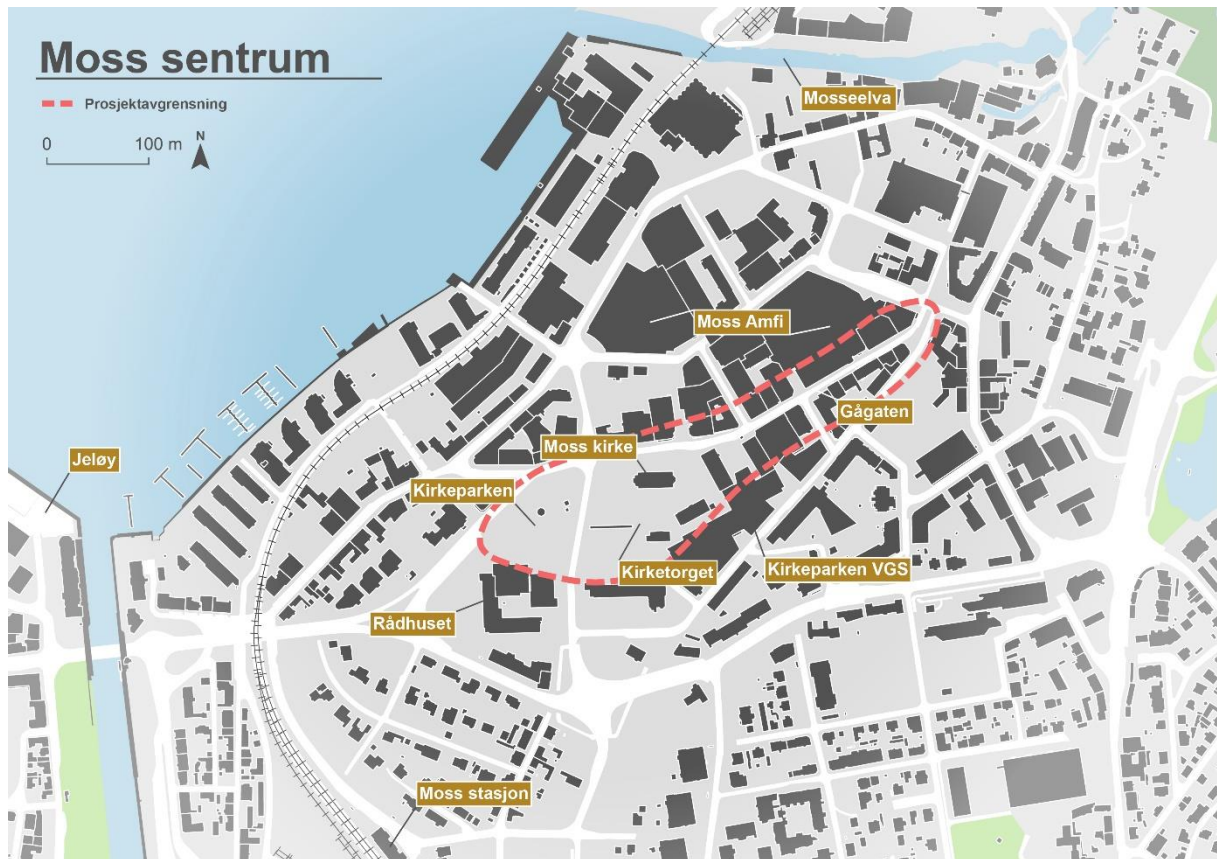 Moss sentrum
Prosjektavgrensning
0 100 m N
Mosseelva
Moss Amfi
Gågaten
Moss kirke
Jeløy
Kirkeparken
Kirketorget
Kirkeparken VGS
Rådhuset
Moss stasjon